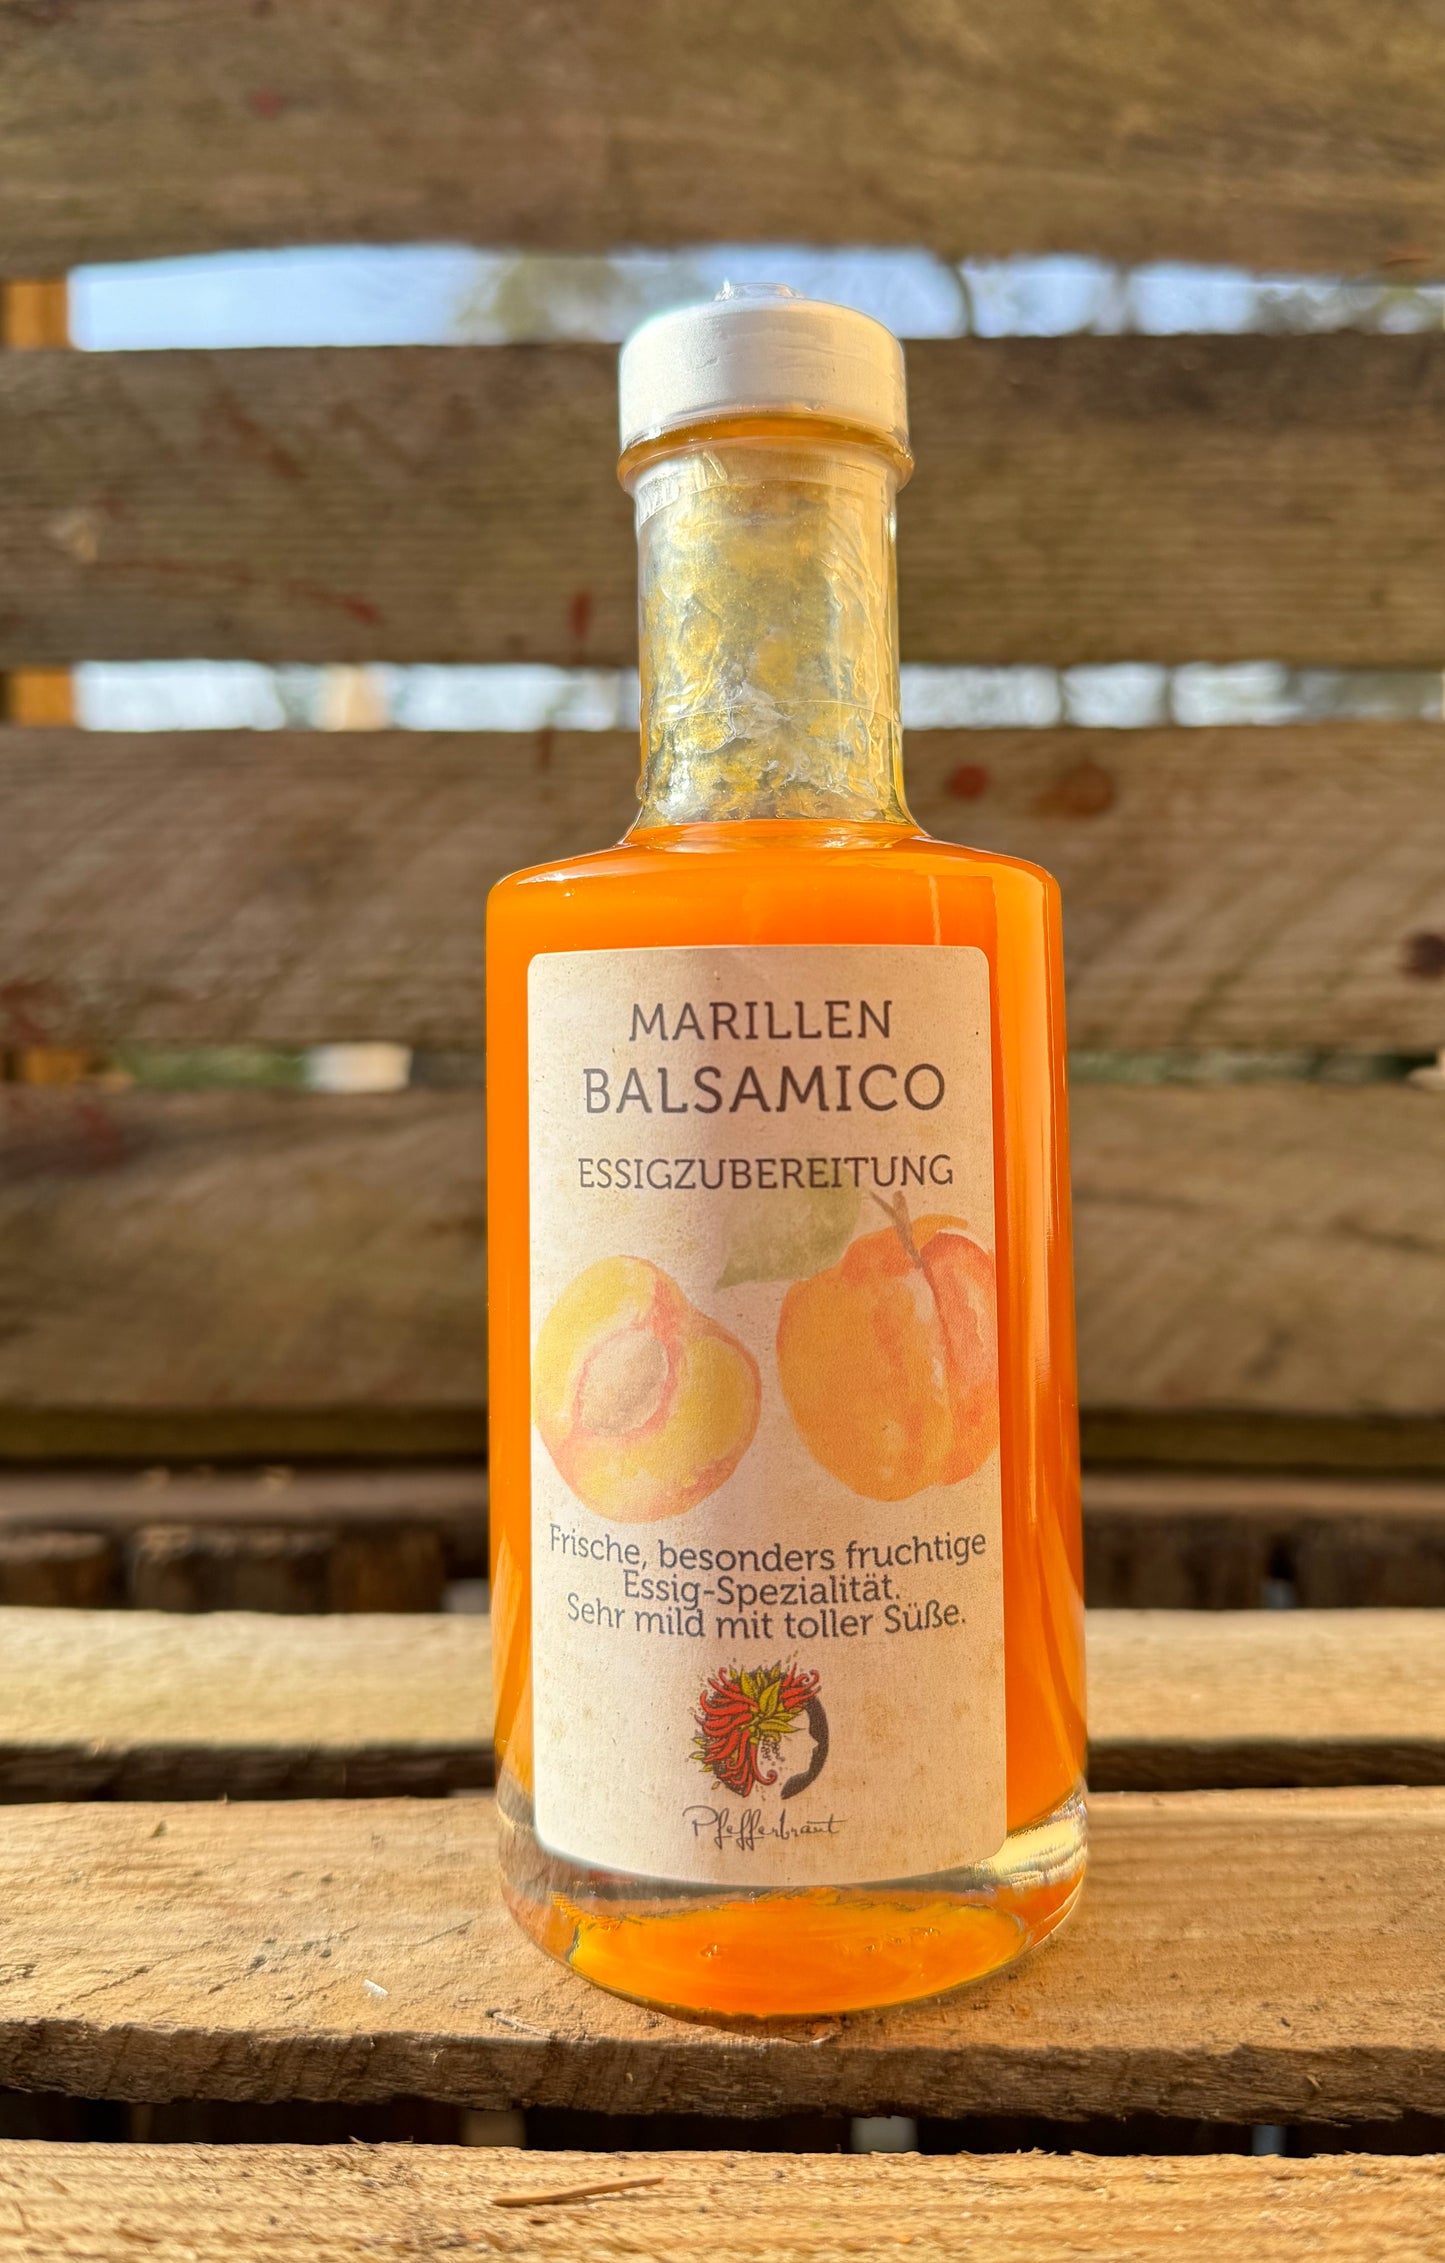 MARILLEN
BALSAMICO
ESSIGZUBEREITUNG
Frische, besonders fruchtige
Essig-Spezialität.
Sehr mild mit toller Süße.
Pfefferbraut